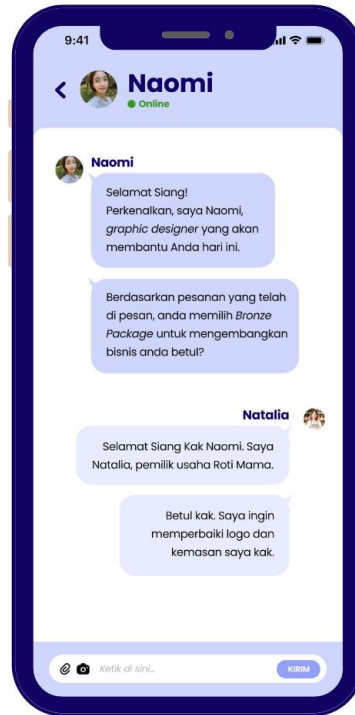 9:41
Naomi
Online
Naomi
Selamat Siang!
Perkenalkan, saya Naomi,
graphic designer yang akan
membantu Anda hari ini.
Berdasarkan pesanan yang telah
di pesan, anda memilih Bronze
Package untuk mengembangkan
bisnis anda betul?
Natalia
Selamat Siang Kak Naomi. Saya
Natalia, pemilik usaha Roti Mama.
Betul kak. Saya ingin
memperbaiki logo dan
kemasan saya kak.
Ketik di sini...
KIRIM